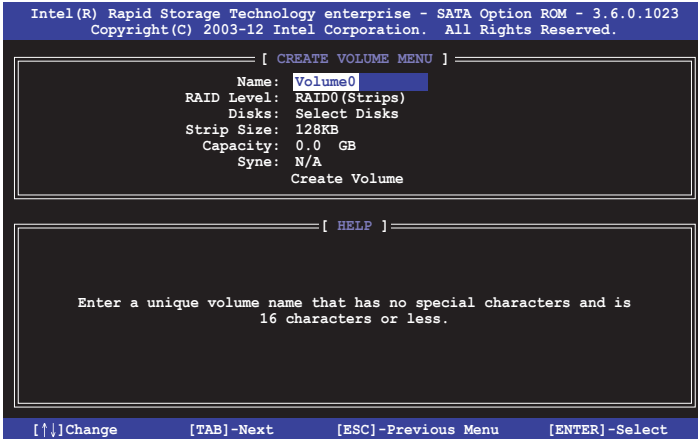 Intel(R) Rapid Storage Technology enterprise - SATA Option ROM - 3.6.0.1023
Copyright(C) 2003-12 Intel Corporation. All Rights Reserved.
[ CREATE VOLUME MENU ]
Name: Volume0
RAID Level: RAID0(Strips)
Disks: Select Disks
Strip Size: 128KB
Capacity: 0.0 GB
Syne: N/A
Create Volume
[ HELP ]
Enter a unique volume name that has no special characters and is
16 characters or less.
[↑↓]Change [TAB]-Next [ESC]-Previous Menu [ENTER]-Select